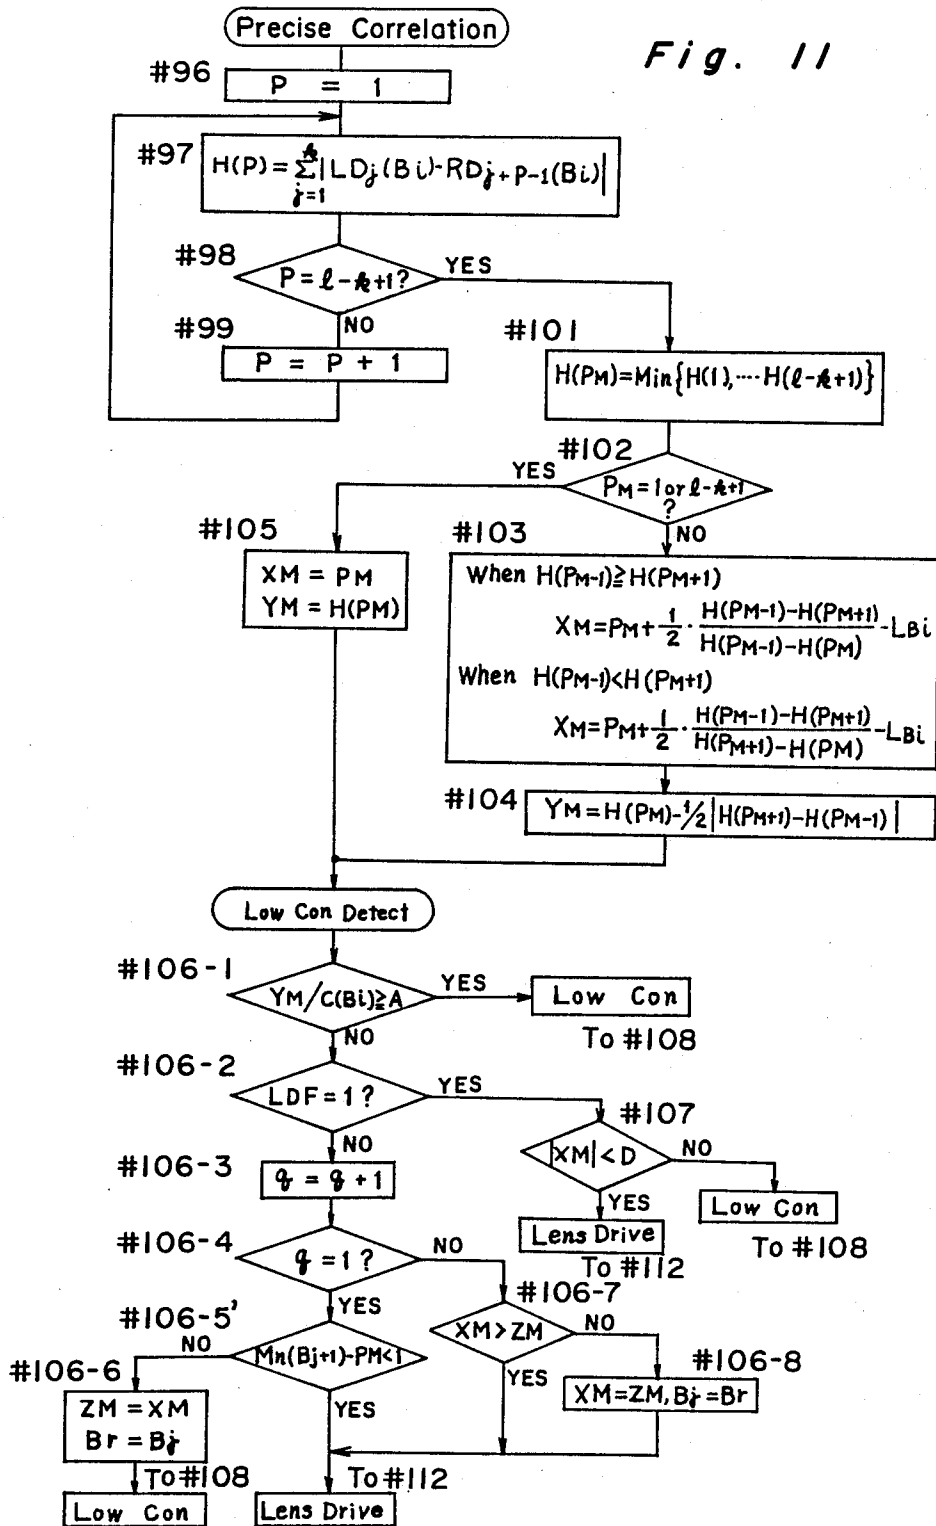 Precise Correlation
Fig. 11
#96
P = 1
#97
H(P)=∑|LDj(Bi)-RDj+P-1(Bi)|
k
j=1
#98
P=ℓ-k+1?
YES
NO
#99
P = P + 1
#101
H(PM)=Min{H(1),····H(ℓ-k+1)}
#102
YES
PM=1 or ℓ-k+1
?
NO
#105
XM = PM
YM = H(PM)
#103
When H(PM-1)≧H(PM+1)
XM=PM+1/2·H(PM-1)-H(PM+1)/H(PM-1)-H(PM)-LBi
When H(PM-1)<H(PM+1)
XM=PM+1/2·H(PM-1)-H(PM+1)/H(PM+1)-H(PM)-LBi
#104
YM=H(PM)-1/2|H(PM+1)-H(PM-1)|
Low Con Detect
#106-1
YM/C(Bi)≧A
YES
Low Con
To #108
NO
#106-2
LDF=1?
YES
#107
|XM|<D
NO
Low Con
To #108
YES
Lens Drive
To #112
NO
#106-3
q = q + 1
#106-4
q = 1?
NO
#106-7
XM>ZM
NO
#106-8
XM=ZM, Bj=Br
YES
YES
#106-5'
NO
Mn(Bj+1)-PM<1
#106-6
ZM = XM
Br = Bj
YES
To #108
Low Con
To #112
Lens Drive